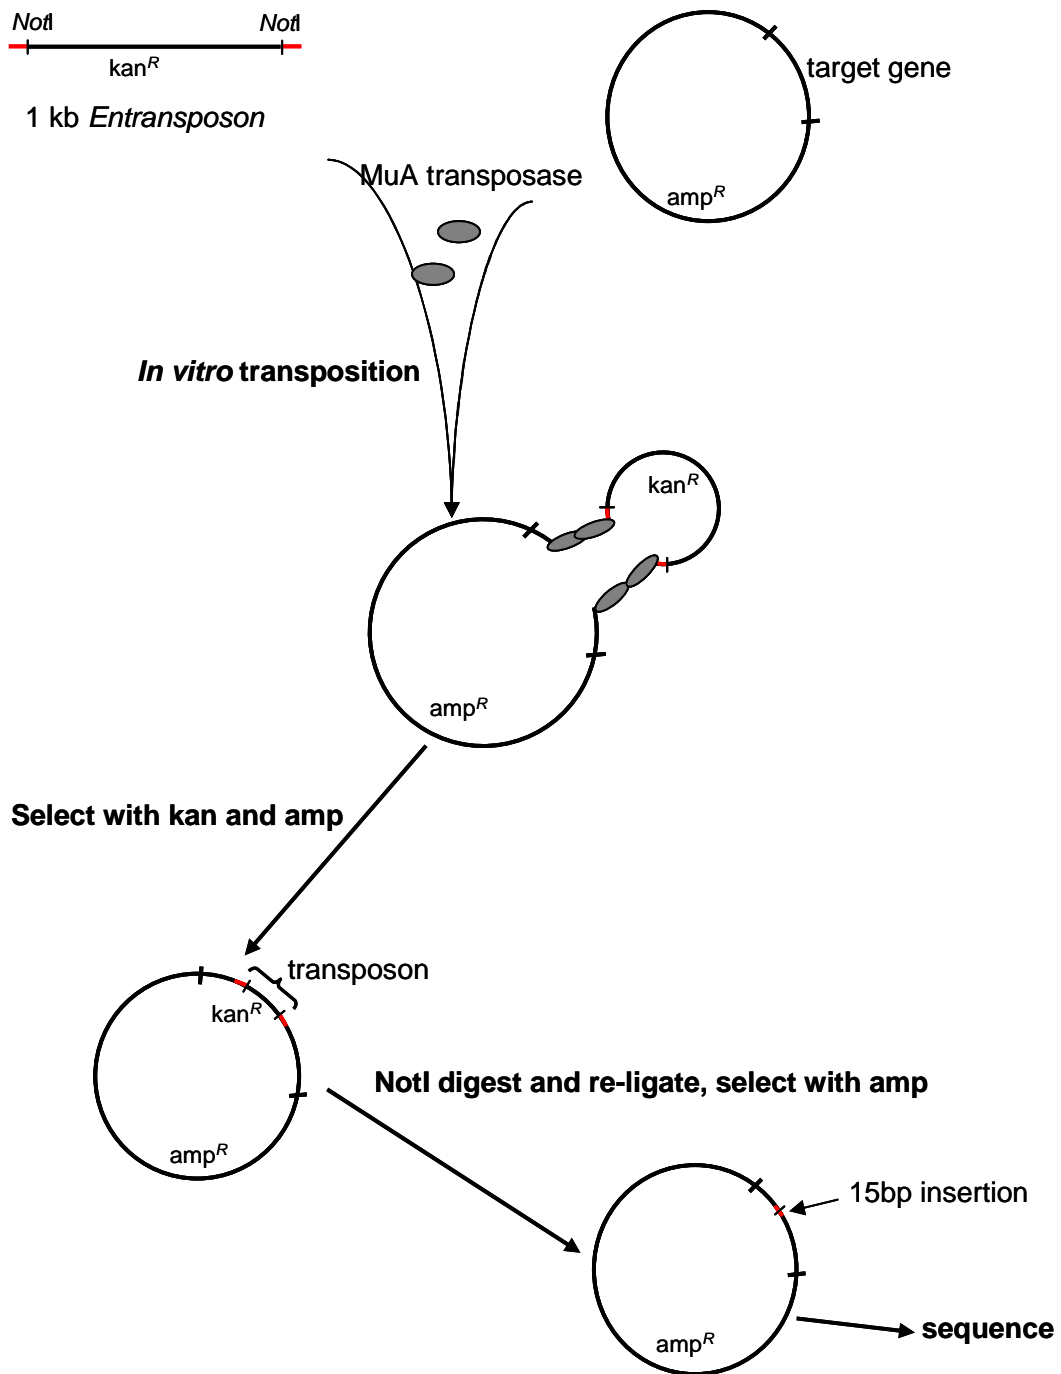 NotI NotI
kanR
1 kb Entransposon
target gene
ampR
MuA transposase
In vitro transposition
kanR
ampR
Select with kan and amp
transposon
kanR
ampR
NotI digest and re-ligate, select with amp
15bp insertion
ampR
sequence